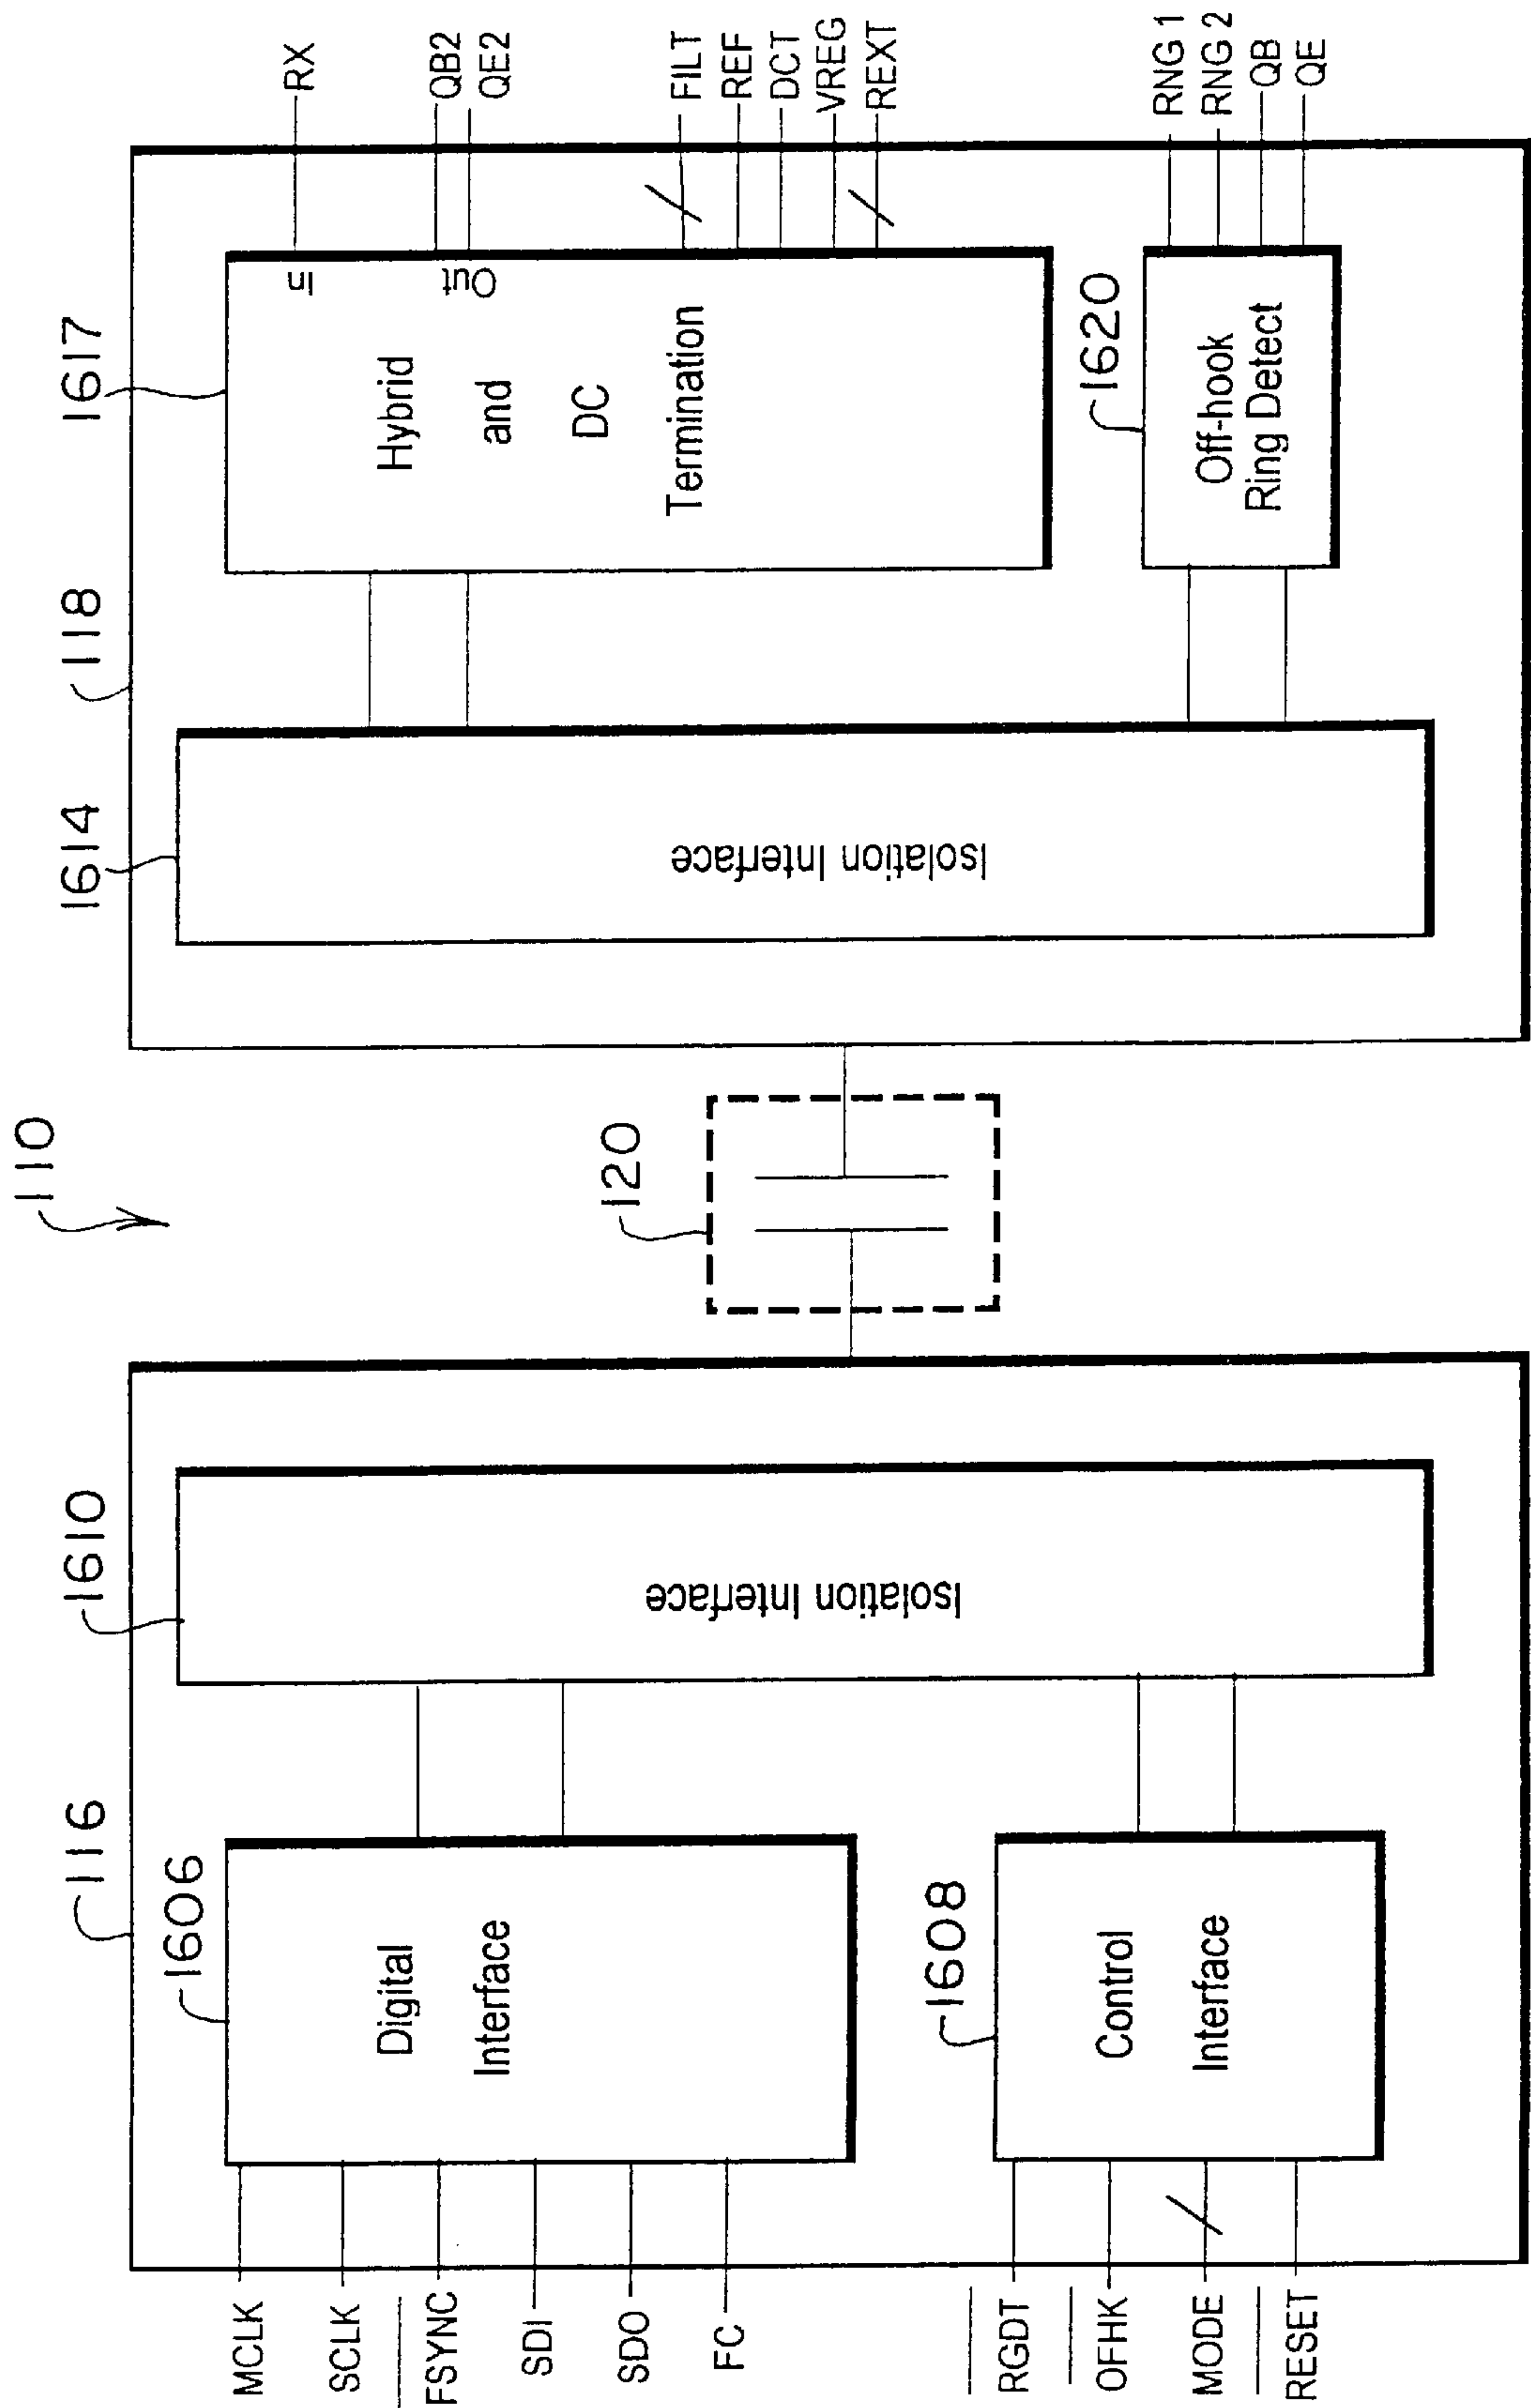 110
116
1610
120
1614
118
1617
1606
Digital
Interface
1608
Control
Interface
Isolation Interface
Isolation Interface
Hybrid
and
DC
Termination
In
Out
1620
Off-hook
Ring Detect
MCLK
SCLK
FSYNC
SDI
SDO
FC
RGDT
OFHK
MODE
RESET
RX
QB2
QE2
FILT
REF
DCT
VREG
REXT
RNG 1
RNG 2
QB
QE